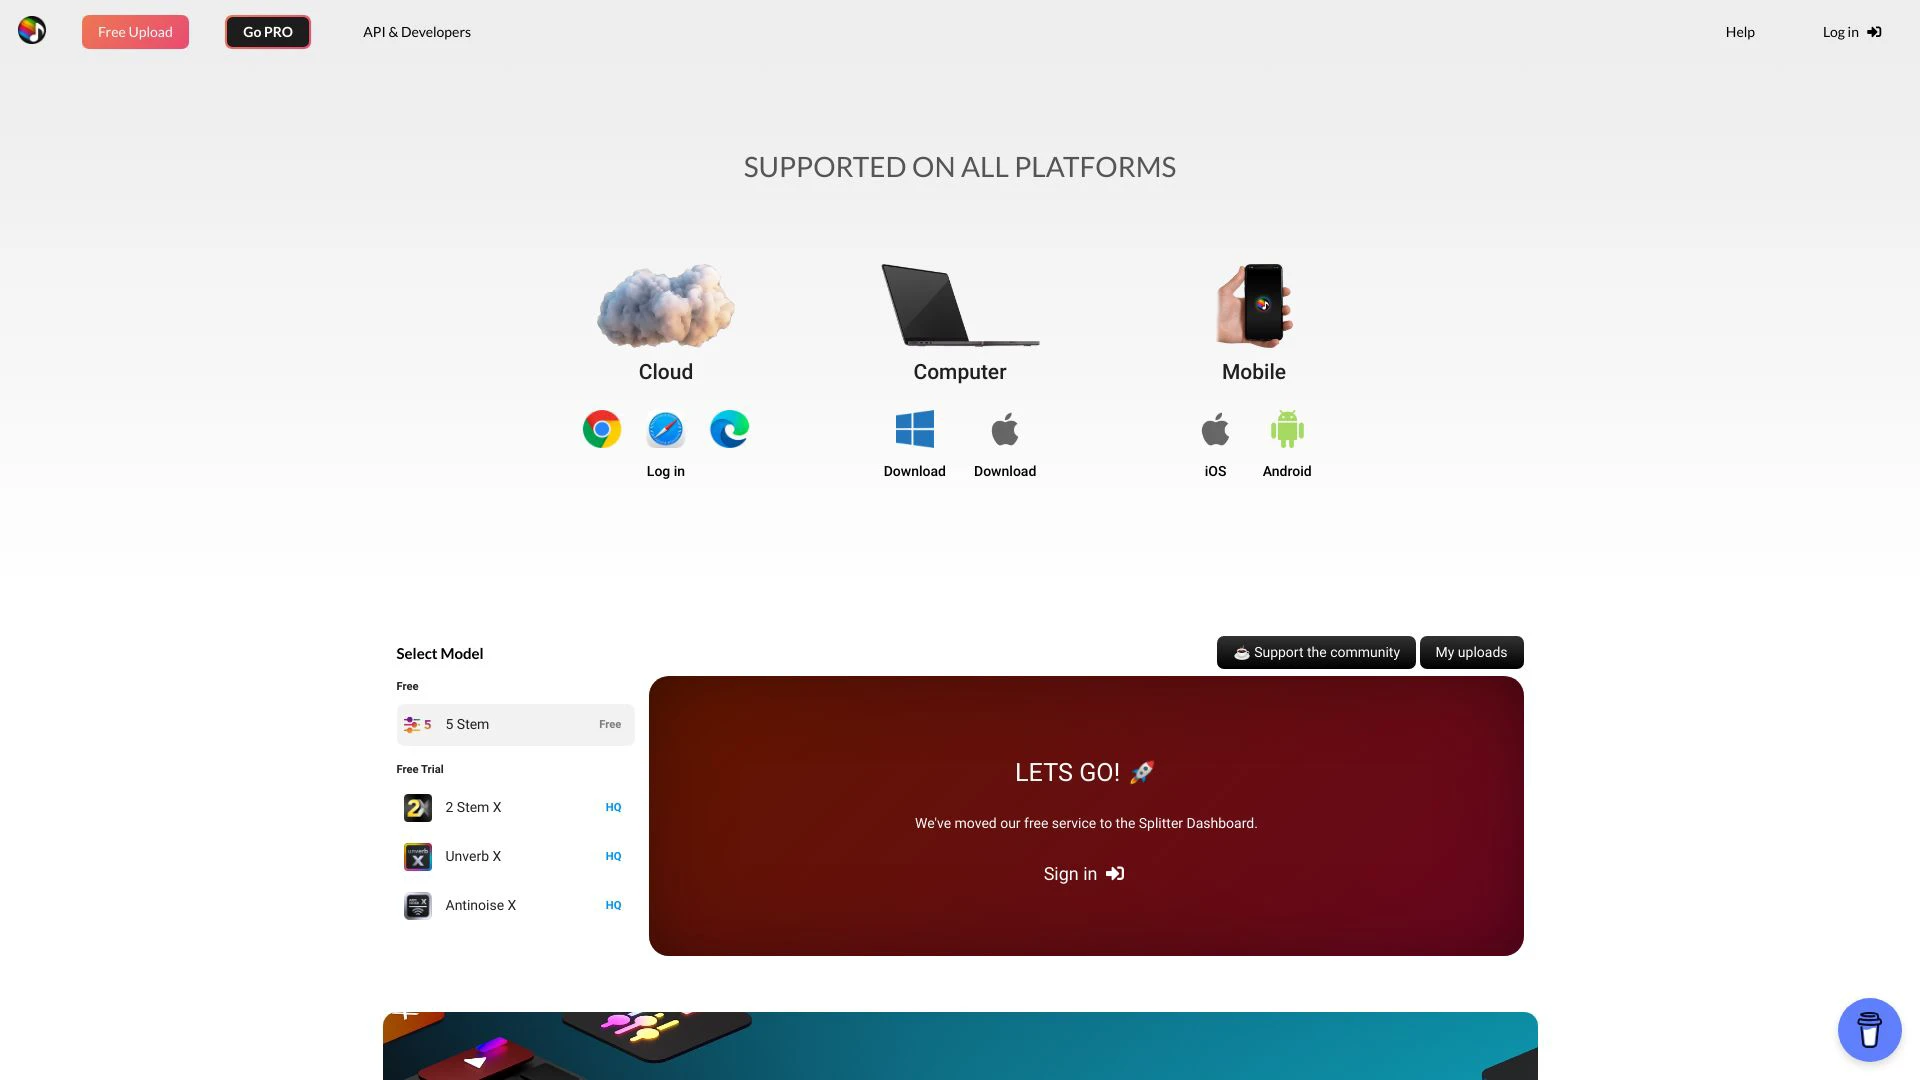 Free Upload
Go PRO
API & Developers
Help
Log in
SUPPORTED ON ALL PLATFORMS
Cloud
Computer
Mobile
Log in
Download
Download
iOS
Android
Select Model
☕ Support the community
My uploads
Free
5
5 Stem
Free
Free Trial
2X
2 Stem X
HQ
unverb
X
Unverb X
HQ
Antinoise X
HQ
LETS GO! 🚀
We've moved our free service to the Splitter Dashboard.
Sign in